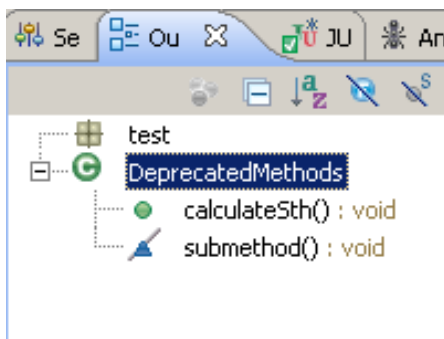 Se Ou JU An
test
DeprecatedMethods
calculateSth() : void
submethod() : void